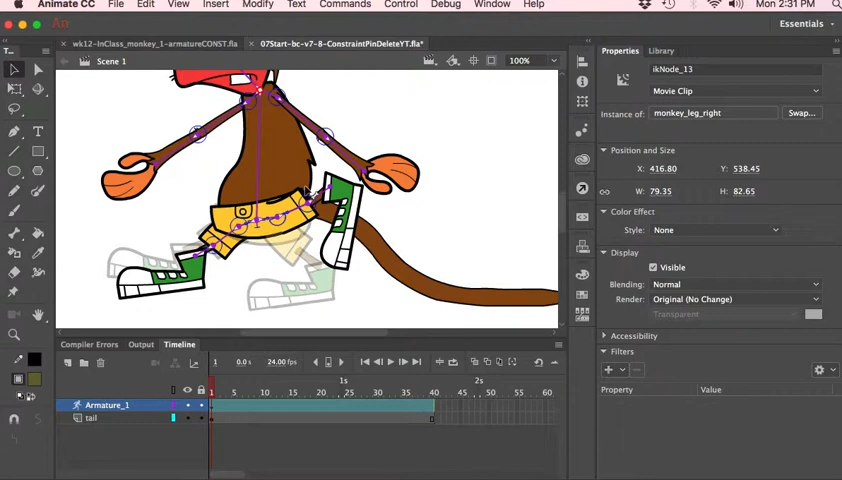 Animate CC File Edit View Insert Modify Text Commands Control Debug Window Help Mon 2:31 PM
Essentials
T...
wk12-InClass_monkey_1-armatureCONST.fla
07Start-bc-v7-8-ConstraintPinDeleteYT.fla*
Properties Library
Scene 1
100%
ikNode_13
Movie Clip
Instance of: monkey_leg_right Swap...
Position and Size
X: 416.80 Y: 538.45
W: 79.35 H: 82.65
Color Effect
Style: None
Display
Visible
Blending: Normal
Render: Original (No Change)
Transparent
Accessibility
Filters
Property Value
Compiler Errors Output Timeline
1 0.0 s 24.00 fps
1s 2s
1 5 10 15 20 25 30 35 40 45 50 55 60
Armature_1
tail